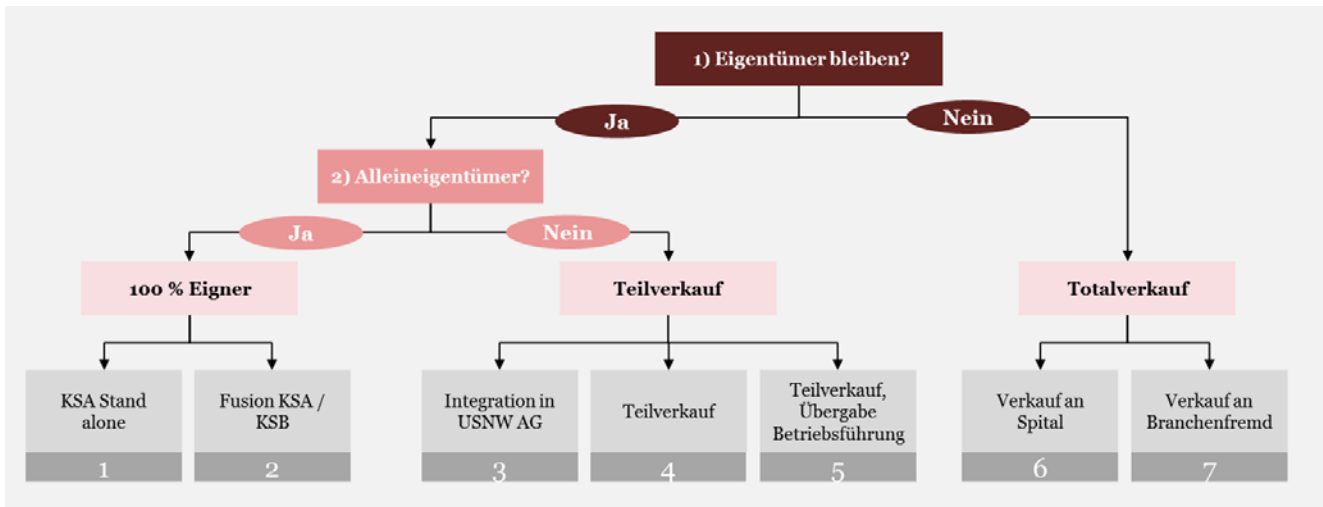 1) Eigentümer bleiben?
Ja
Nein
2) Alleineigentümer?
Ja
Nein
100 % Eigner
Teilverkauf
Totalverkauf
KSA Stand
alone
1
Fusion KSA /
KSB
2
Integration in
USNW AG
3
Teilverkauf
4
Teilverkauf,
Übergabe
Betriebsführung
5
Verkauf an
Spital
6
Verkauf an
Branchenfremd
7